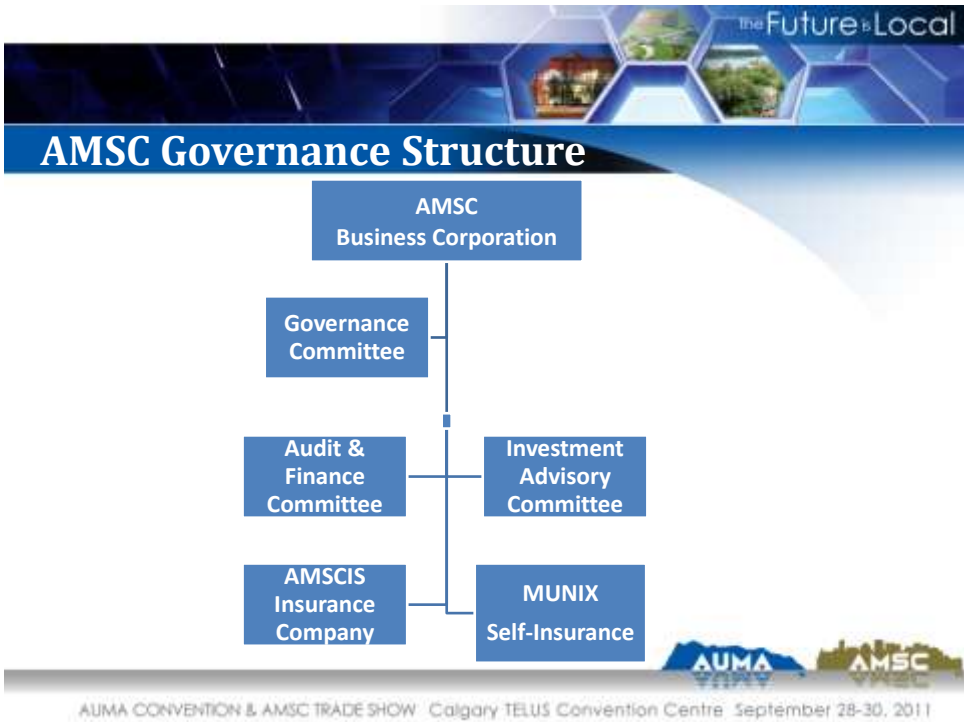 the Future is Local
AMSC Governance Structure
AMSC
Business Corporation
Governance
Committee
Audit &
Finance
Committee
Investment
Advisory
Committee
AMSCIS
Insurance
Company
MUNIX
Self-Insurance
AUMA
AMSC
AUMA CONVENTION & AMSC TRADE SHOW Calgary TELUS Convention Centre September 28-30, 2011